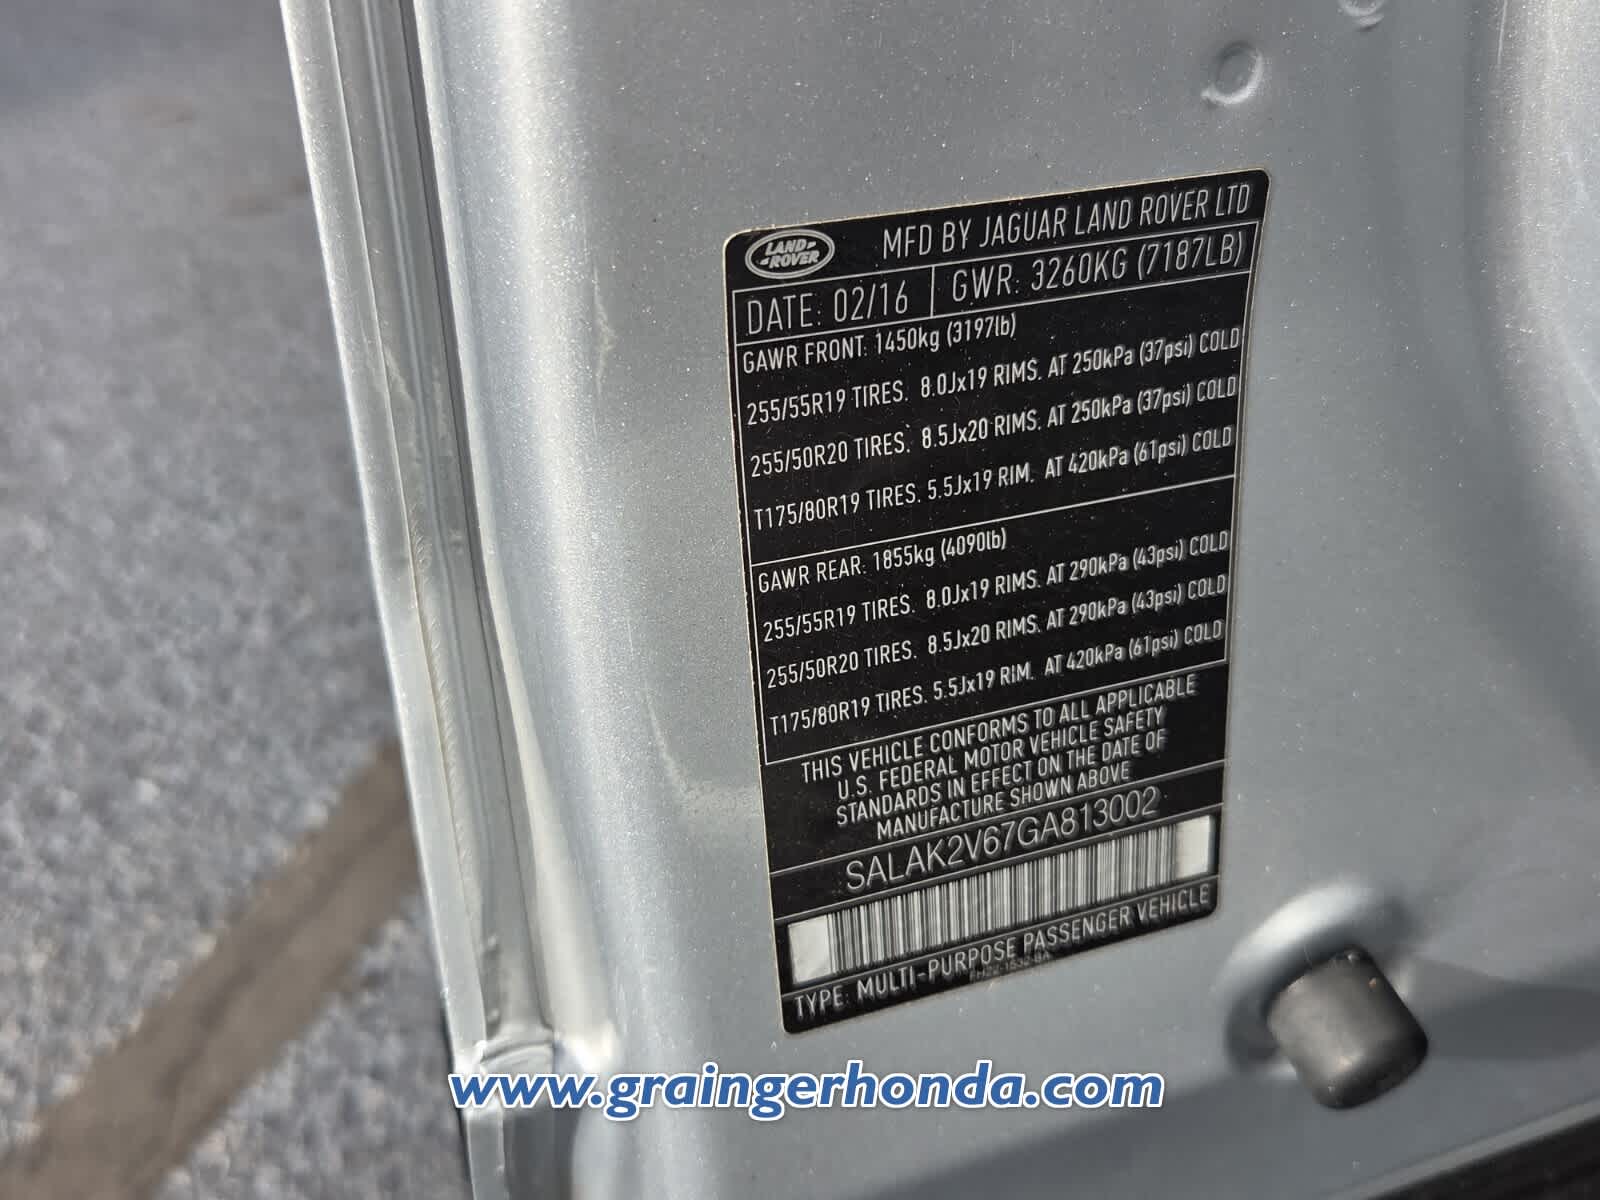 LAND-
-ROVER
MFD BY JAGUAR LAND ROVER LTD
DATE: 02/16 GWR: 3260KG (7187LB)
GAWR FRONT: 1450kg (3197lb)
255/55R19 TIRES. 8.0Jx19 RIMS. AT 250kPa (37psi) COLD
255/50R20 TIRES. 8.5Jx20 RIMS. AT 250kPa (37psi) COLD
T175/80R19 TIRES. 5.5Jx19 RIM. AT 420kPa (61psi) COLD
GAWR REAR: 1855kg (4090lb)
255/55R19 TIRES. 8.0Jx19 RIMS. AT 290kPa (43psi) COLD
255/50R20 TIRES. 8.5Jx20 RIMS. AT 290kPa (43psi) COLD
T175/80R19 TIRES. 5.5Jx19 RIM. AT 420kPa (61psi) COLD
THIS VEHICLE CONFORMS TO ALL APPLICABLE
U.S. FEDERAL MOTOR VEHICLE SAFETY
STANDARDS IN EFFECT ON THE DATE OF
MANUFACTURE SHOWN ABOVE
SALAK2V67GA813002
TYPE: MULTI-PURPOSE PASSENGER VEHICLE
www.graingerhonda.com